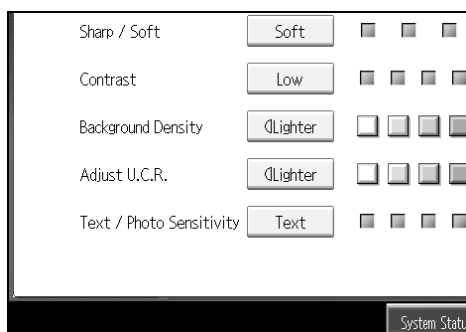 Sharp / Soft Soft
Contrast Low
Background Density Lighter
Adjust U.C.R. Lighter
Text / Photo Sensitivity Text
System Statu